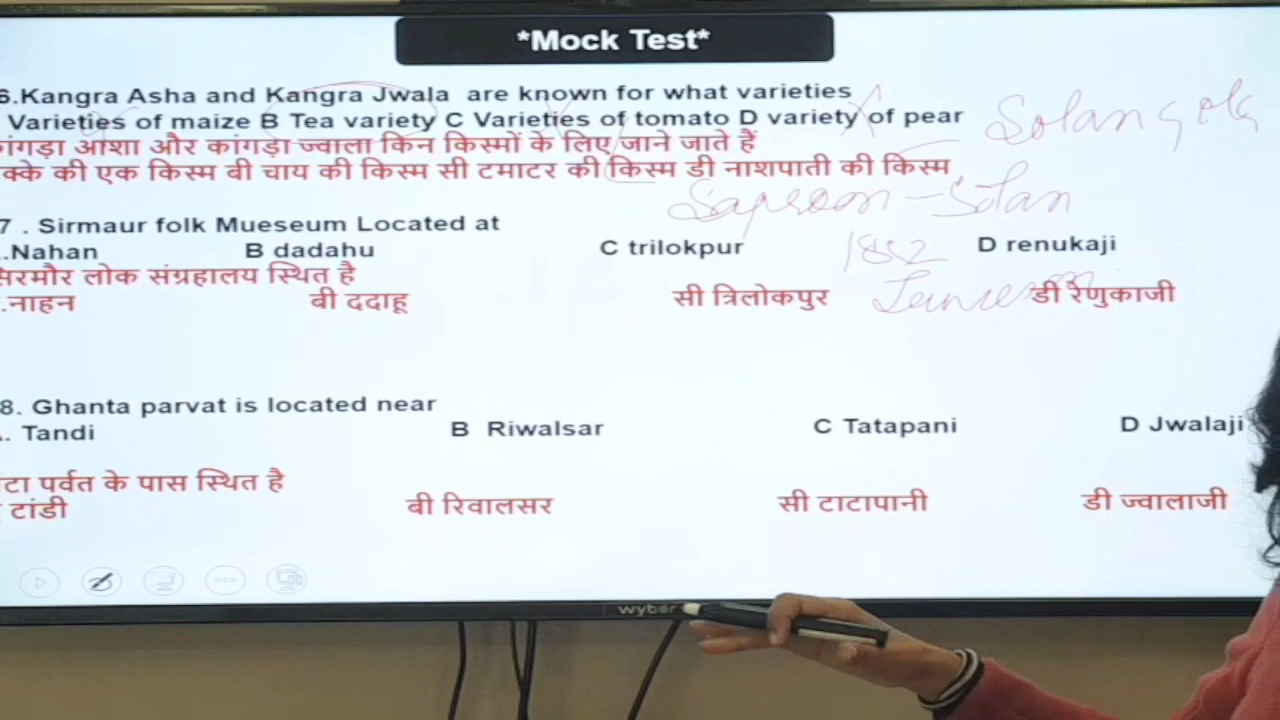 *Mock Test*
6.Kangra Asha and Kangra Jwala are known for what varieties
Varieties of maize B Tea variety C Varieties of tomato D variety of pear
Solan gola
कांगड़ा आशा और कांगड़ा ज्वाला किन किस्मों के लिए जाने जाते हैं
क्के की एक किस्म बी चाय की किस्म सी टमाटर की किस्म डी नाशपाती की किस्म
Saproon - Solan
7 . Sirmaur folk Mueseum Located at
.Nahan B dadahu C trilokpur D renukaji
1852
सिरमौर लोक संग्रहालय स्थित है
.नाहन बी ददाहू सी त्रिलोकपुर डी रेणुकाजी
8. Ghanta parvat is located near
. Tandi B Riwalsar C Tatapani D Jwalaji
टा पर्वत के पास स्थित है
टांडी बी रिवालसर सी टाटापानी डी ज्वालाजी
wyber